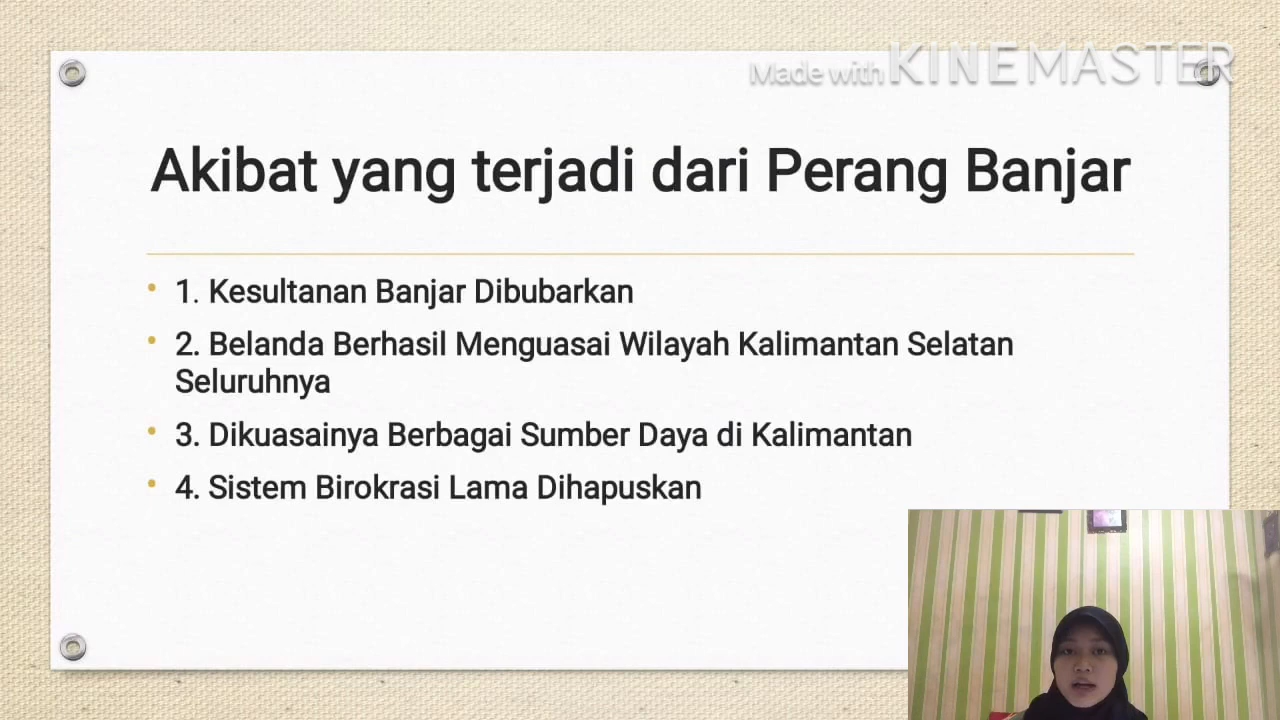 Made with KINEMASTER
Akibat yang terjadi dari Perang Banjar
• 1. Kesultanan Banjar Dibubarkan
• 2. Belanda Berhasil Menguasai Wilayah Kalimantan Selatan
Seluruhnya
• 3. Dikuasainya Berbagai Sumber Daya di Kalimantan
• 4. Sistem Birokrasi Lama Dihapuskan